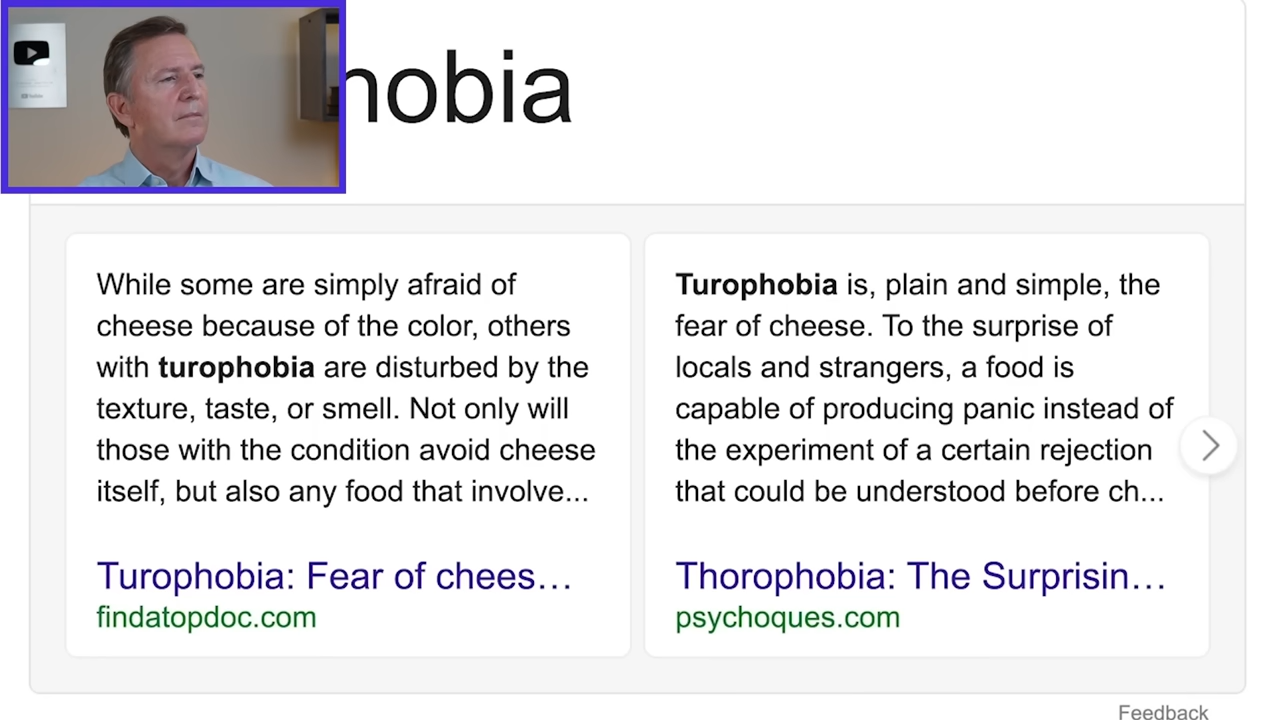 hobia
While some are simply afraid of
cheese because of the color, others
with turophobia are disturbed by the
texture, taste, or smell. Not only will
those with the condition avoid cheese
itself, but also any food that involve...
Turophobia: Fear of chees...
findatopdoc.com
Turophobia is, plain and simple, the
fear of cheese. To the surprise of
locals and strangers, a food is
capable of producing panic instead of
the experiment of a certain rejection
that could be understood before ch...
Thorophobia: The Surprisin...
psychoques.com
Feedback